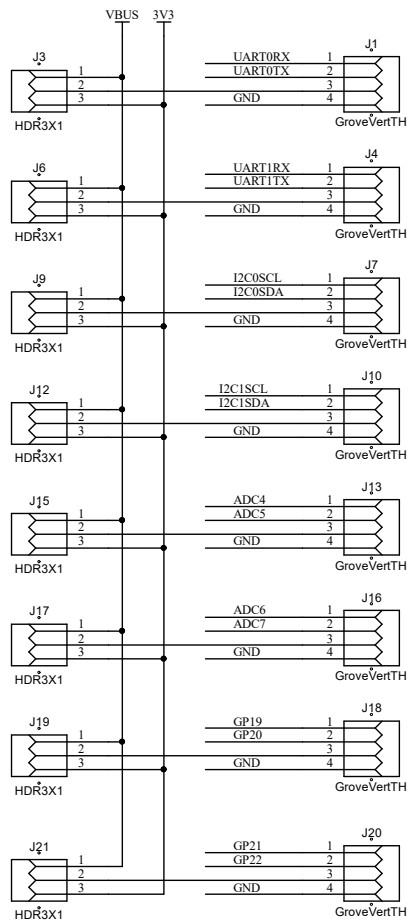 VBUS 3V3
J3 J1
1 UART0RX 1
2 UART0TX 2
3 3
GND 4
HDR3X1 GroveVertTH
J6 J4
1 UART1RX 1
2 UART1TX 2
3 3
GND 4
HDR3X1 GroveVertTH
J9 J7
1 I2C0SCL 1
2 I2C0SDA 2
3 3
GND 4
HDR3X1 GroveVertTH
J12 J10
1 I2C1SCL 1
2 I2C1SDA 2
3 3
GND 4
HDR3X1 GroveVertTH
J15 J13
1 ADC4 1
2 ADC5 2
3 3
GND 4
HDR3X1 GroveVertTH
J17 J16
1 ADC6 1
2 ADC7 2
3 3
GND 4
HDR3X1 GroveVertTH
J19 J18
1 GP19 1
2 GP20 2
3 3
GND 4
HDR3X1 GroveVertTH
J21 J20
1 GP21 1
2 GP22 2
3 3
GND 4
HDR3X1 GroveVertTH